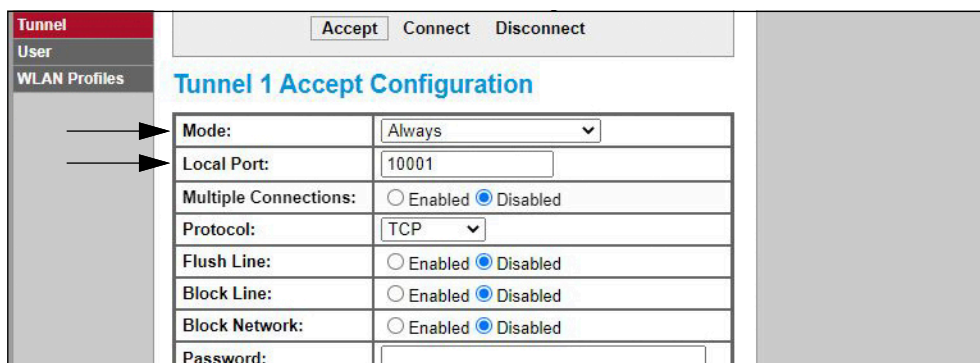 Tunnel
User
WLAN Profiles
Accept Connect Disconnect
Tunnel 1 Accept Configuration
Mode: Always
Local Port: 10001
Multiple Connections: Enabled Disabled
Protocol: TCP
Flush Line: Enabled Disabled
Block Line: Enabled Disabled
Block Network: Enabled Disabled
Password: